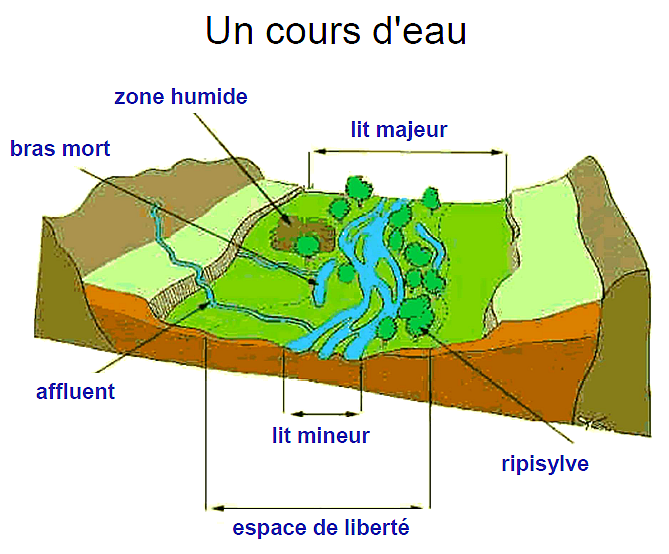 Un cours d'eau
zone humide
lit majeur
bras mort
affluent
lit mineur
ripisylve
espace de liberté